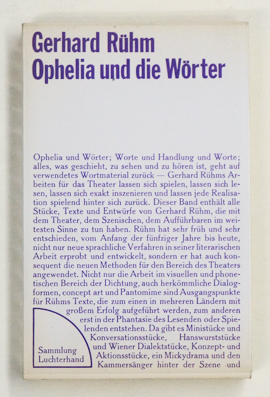 Gerhard Rühm
Ophelia und die Wörter
Ophelia und Wörter; Worte und Handlung und Worte;
alles, was geschieht, zu sehen und zu hören ist, geht auf
verwendetes Wortmaterial zurück — Gerhard Rühms Ar-
beiten für das Theater lassen sich spielen, lassen sich le-
sen, lassen sich exakt inszenieren und lassen jede Realisa-
tion spielend hinter sich zurück. Dieser Band enthält alle
Stücke, Texte und Entwürfe von Gerhard Rühm, die mit
dem Theater, dem Szenischen, dem Aufführbaren im wei-
testen Sinne zu tun haben. Rühm hat sehr früh und sehr
entschieden, vom Anfang der fünfziger Jahre bis heute,
nicht nur neue sprachliche Verfahren in seiner literarischen
Arbeit erprobt und entwickelt, sondern er hat auch kon-
sequent die neuen Methoden für den Bereich des Theaters
angewendet. Nicht nur die Arbeit im visuellen und phone-
tischen Bereich der Dichtung, auch herkömmliche Dialog-
formen, concept art und Pantomime sind Ausgangspunkte
für Rühms Texte, die zum einen in mehreren Ländern mit
großem Erfolg aufgeführt werden, zum anderen
erst in der Phantasie des Lesenden oder Spie-
lenden entstehen. Da gibt es Ministücke und
Konversationsstücke, Hanswurststücke
und Wiener Dialektstücke, Konzept- und
Aktionsstücke, ein Mickydrama und den
Kammersänger hinter der Szene und
Sammlung
Luchterhand